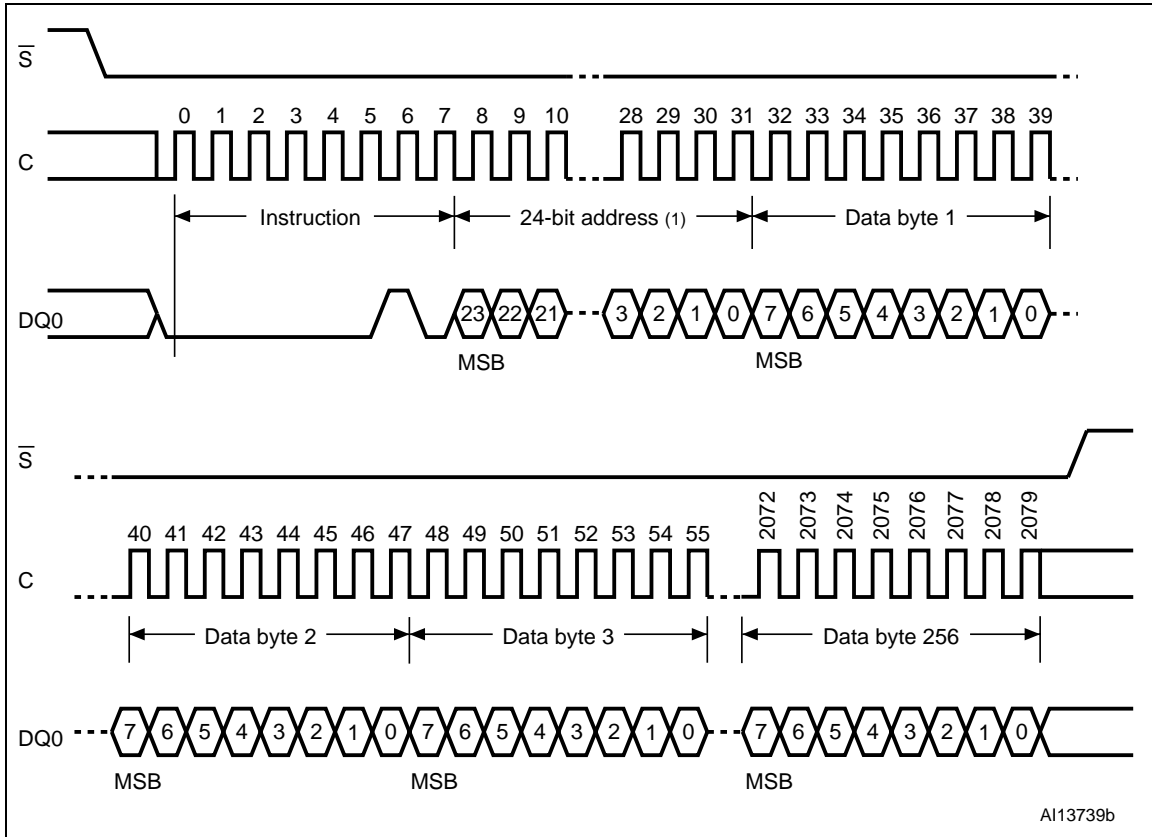 S̅
0 1 2 3 4 5 6 7 8 9 10 28 29 30 31 32 33 34 35 36 37 38 39
C
Instruction 24-bit address (1) Data byte 1
DQ0 23 22 21 3 2 1 0 7 6 5 4 3 2 1 0
MSB MSB
S̅
2072 2073 2074 2075 2076 2077 2078 2079
40 41 42 43 44 45 46 47 48 49 50 51 52 53 54 55
C
Data byte 2 Data byte 3 Data byte 256
DQ0 7 6 5 4 3 2 1 0 7 6 5 4 3 2 1 0 7 6 5 4 3 2 1 0
MSB MSB MSB
AI13739b